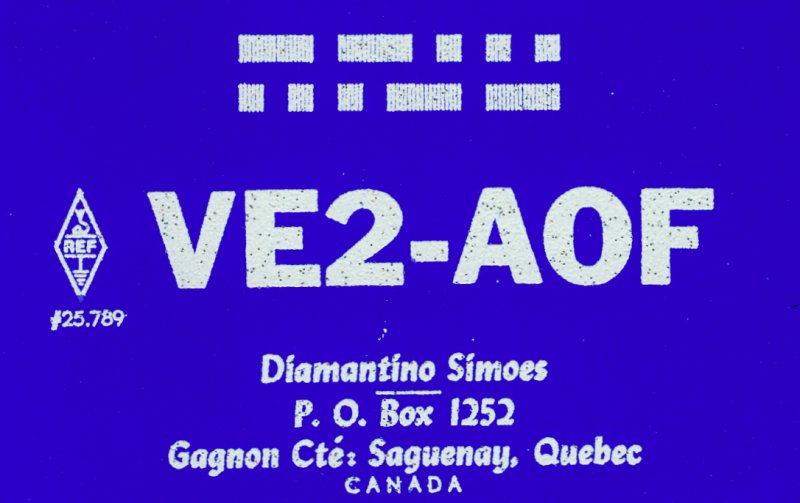 VE2-AOF
REF
#25.789
Diamantino Simoes
P. O. Box 1252
Gagnon Cté: Saguenay, Quebec
CANADA